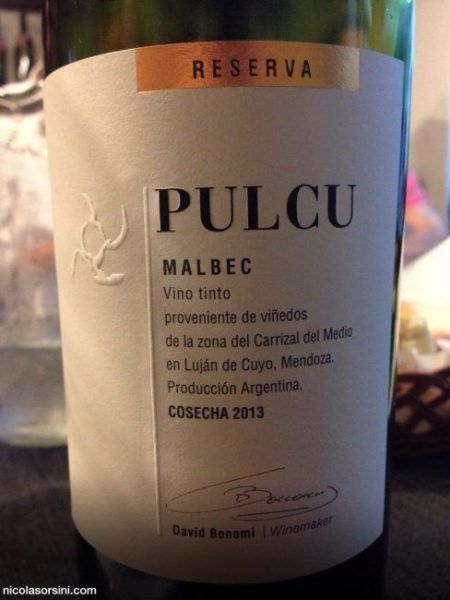 RESERVA
PULCU
MALBEC
Vino tinto
proveniente de viñedos
de la zona del Carrizal del Medio
en Luján de Cuyo, Mendoza.
Producción Argentina.
COSECHA 2013
David Bonomi | Winemaker
nicolasorsini.com